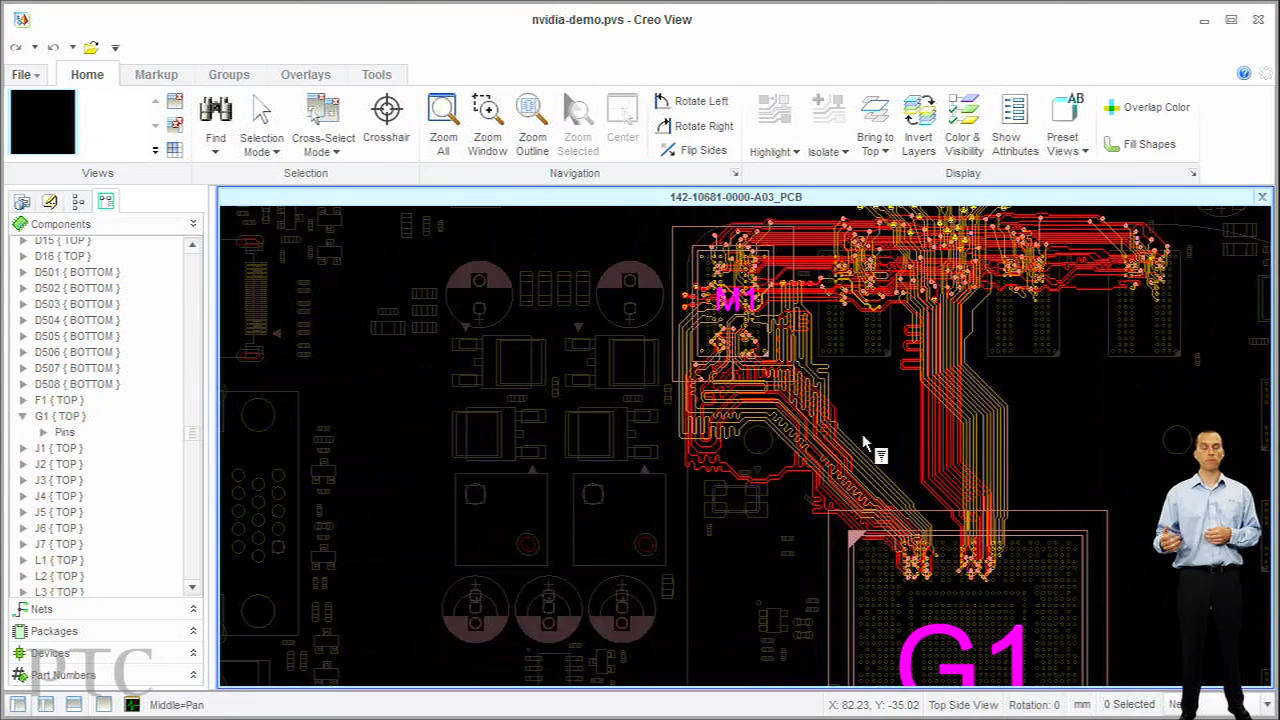 nvidia-demo.pvs - Creo View
File
Home
Markup
Groups
Overlays
Tools
Find
Selection Mode
Cross-Select Mode
Crosshair
Zoom All
Zoom Window
Zoom Outline
Zoom Selected
Center
Rotate Left
Rotate Right
Flip Sides
Highlight
Isolate
Bring to Top
Invert Layers
Color & Visibility
Show Attributes
AB
Preset Views
Overlap Color
Fill Shapes
Views
Selection
Navigation
Display
142-10681-0000-A03_PCB
Components
D15 { TOP }
D16 { TOP }
D501 { BOTTOM }
D502 { BOTTOM }
D503 { BOTTOM }
D504 { BOTTOM }
D505 { BOTTOM }
D506 { BOTTOM }
D507 { BOTTOM }
D508 { BOTTOM }
F1 { TOP }
G1 { TOP }
Pins
J1 { TOP }
J2 { TOP }
J3 { TOP }
J4 { TOP }
J5 { TOP }
J6 { TOP }
J7 { TOP }
L1 { TOP }
L2 { TOP }
L3 { TOP }
Nets
Packages
Devices
Part Numbers
PTC
M1
G1
Middle=Pan
X: 82.23, Y: -35.02
Top Side View
Rotation: 0
mm
0 Selected